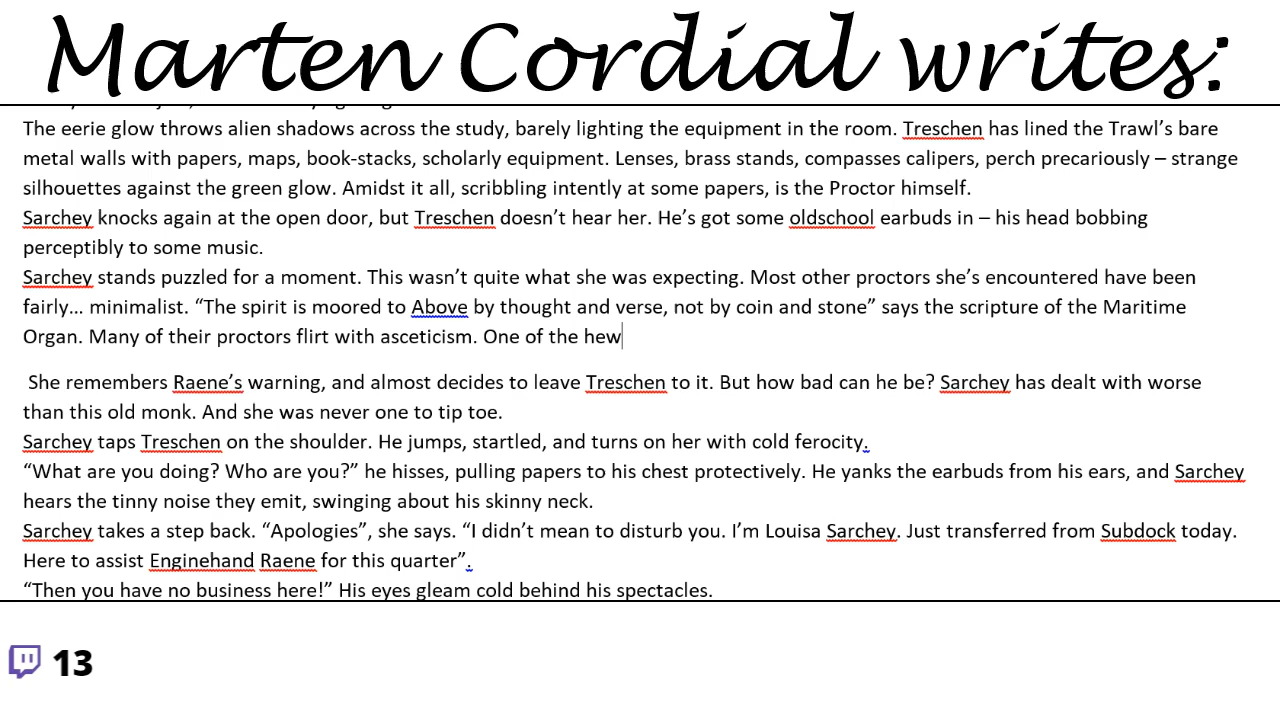 Marten Cordial writes:
The eerie glow throws alien shadows across the study, barely lighting the equipment in the room. Treschen has lined the Trawl's bare
metal walls with papers, maps, book-stacks, scholarly equipment. Lenses, brass stands, compasses calipers, perch precariously – strange
silhouettes against the green glow. Amidst it all, scribbling intently at some papers, is the Proctor himself.
Sarchey knocks again at the open door, but Treschen doesn't hear her. He's got some oldschool earbuds in – his head bobbing
perceptibly to some music.
Sarchey stands puzzled for a moment. This wasn't quite what she was expecting. Most other proctors she's encountered have been
fairly… minimalist. “The spirit is moored to Above by thought and verse, not by coin and stone” says the scripture of the Maritime
Organ. Many of their proctors flirt with asceticism. One of the hew
She remembers Raene's warning, and almost decides to leave Treschen to it. But how bad can he be? Sarchey has dealt with worse
than this old monk. And she was never one to tip toe.
Sarchey taps Treschen on the shoulder. He jumps, startled, and turns on her with cold ferocity.
“What are you doing? Who are you?” he hisses, pulling papers to his chest protectively. He yanks the earbuds from his ears, and Sarchey
hears the tinny noise they emit, swinging about his skinny neck.
Sarchey takes a step back. “Apologies”, she says. “I didn't mean to disturb you. I'm Louisa Sarchey. Just transferred from Subdock today.
Here to assist Enginehand Raene for this quarter”.
“Then you have no business here!” His eyes gleam cold behind his spectacles.
13